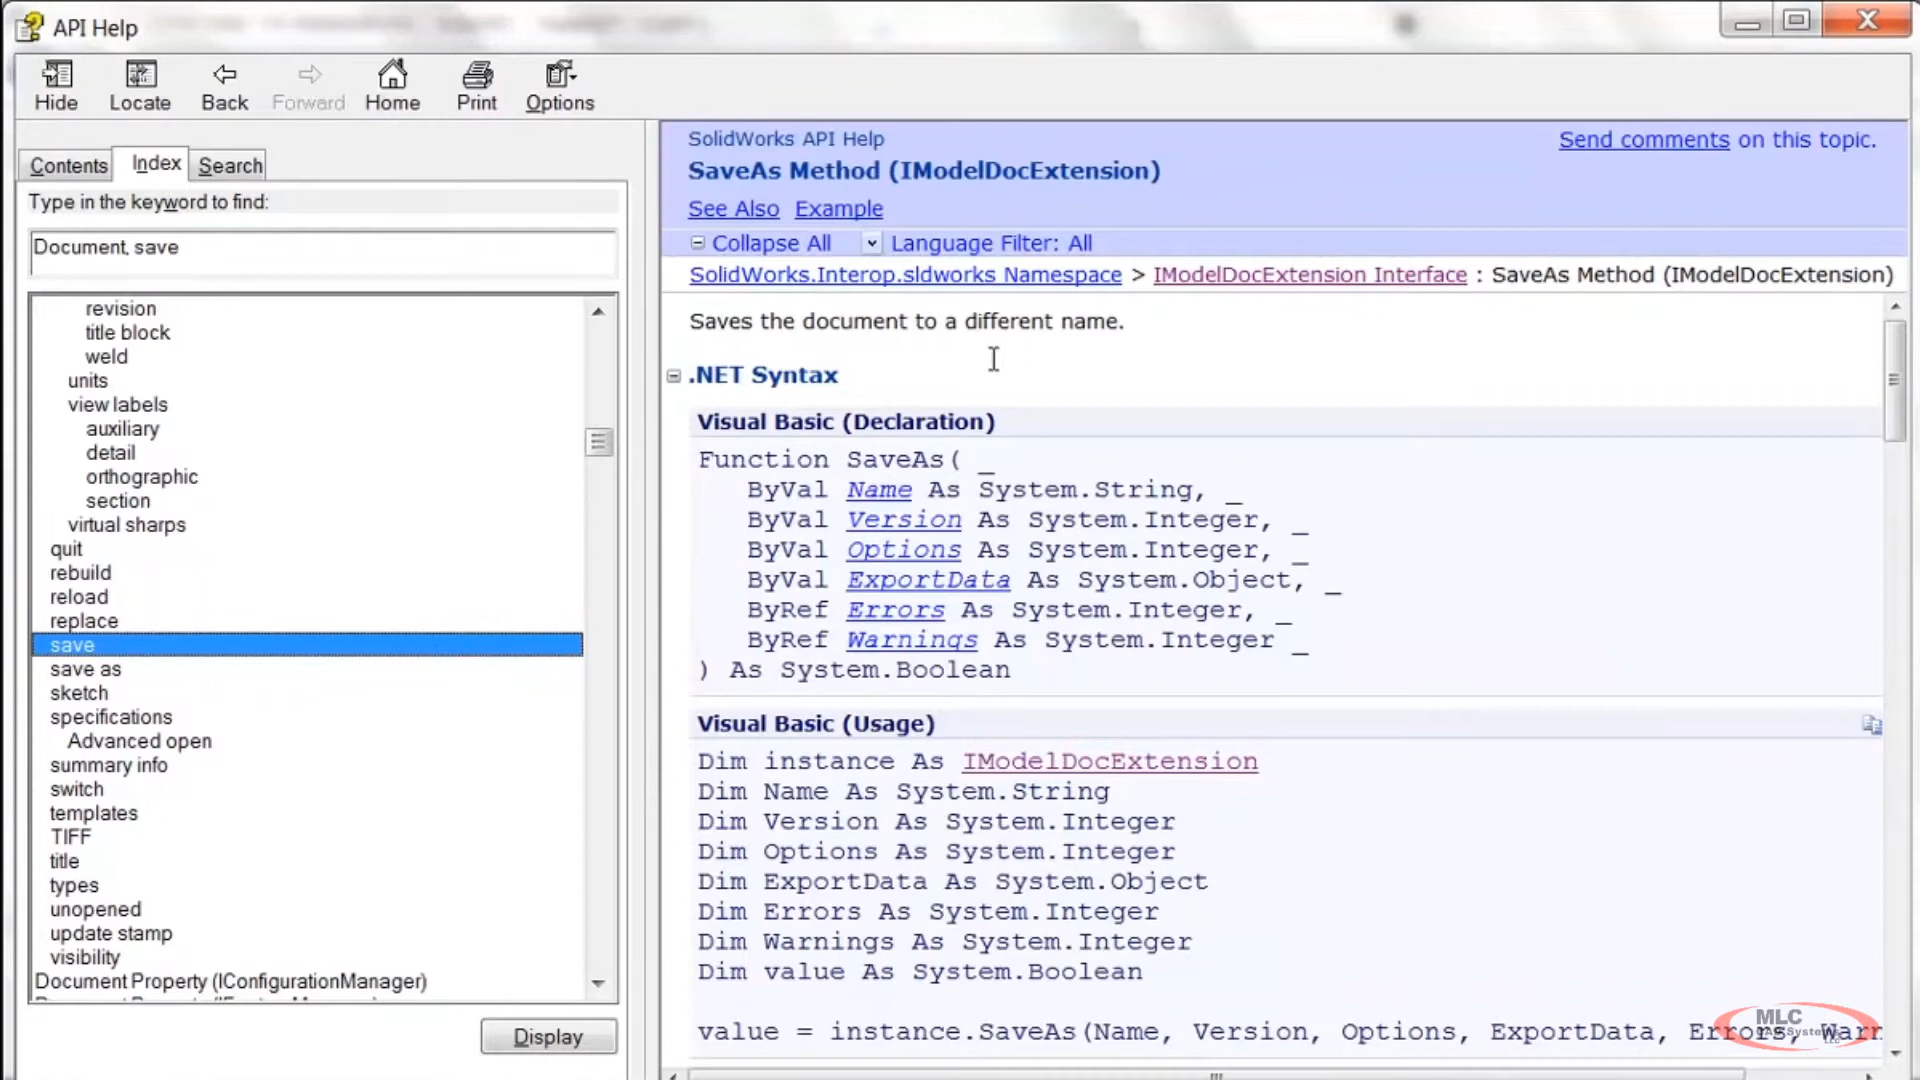 API Help
Hide
Locate
Back
Forward
Home
Print
Options
Contents
Index
Search
Type in the keyword to find:
Document, save
revision
title block
weld
units
view labels
auxiliary
detail
orthographic
section
virtual sharps
quit
rebuild
reload
replace
save
save as
sketch
specifications
Advanced open
summary info
switch
templates
TIFF
title
types
unopened
update stamp
visibility
Document Property (IConfigurationManager)
Display
SolidWorks API Help
Send comments on this topic.
SaveAs Method (IModelDocExtension)
See Also Example
Collapse All Language Filter: All
SolidWorks.Interop.sldworks Namespace > IModelDocExtension Interface : SaveAs Method (IModelDocExtension)
Saves the document to a different name.
.NET Syntax
Visual Basic (Declaration)
Function SaveAs( _
ByVal Name As System.String, _
ByVal Version As System.Integer, _
ByVal Options As System.Integer, _
ByVal ExportData As System.Object, _
ByRef Errors As System.Integer, _
ByRef Warnings As System.Integer _
) As System.Boolean
Visual Basic (Usage)
Dim instance As IModelDocExtension
Dim Name As System.String
Dim Version As System.Integer
Dim Options As System.Integer
Dim ExportData As System.Object
Dim Errors As System.Integer
Dim Warnings As System.Integer
Dim value As System.Boolean
value = instance.SaveAs(Name, Version, Options, ExportData, Errors, Warn
MLC